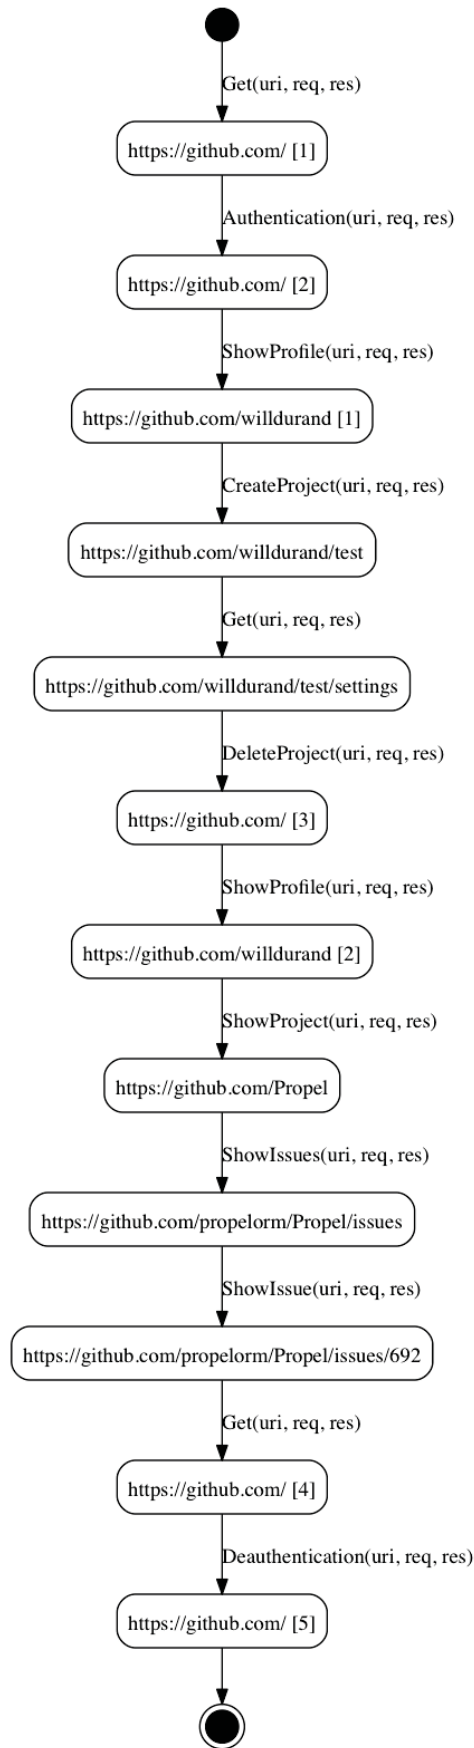 Get(uri, req, res)
https://github.com/ [1]
Authentication(uri, req, res)
https://github.com/ [2]
ShowProfile(uri, req, res)
https://github.com/willdurand [1]
CreateProject(uri, req, res)
https://github.com/willdurand/test
Get(uri, req, res)
https://github.com/willdurand/test/settings
DeleteProject(uri, req, res)
https://github.com/ [3]
ShowProfile(uri, req, res)
https://github.com/willdurand [2]
ShowProject(uri, req, res)
https://github.com/Propel
ShowIssues(uri, req, res)
https://github.com/propelorm/Propel/issues
ShowIssue(uri, req, res)
https://github.com/propelorm/Propel/issues/692
Get(uri, req, res)
https://github.com/ [4]
Deauthentication(uri, req, res)
https://github.com/ [5]